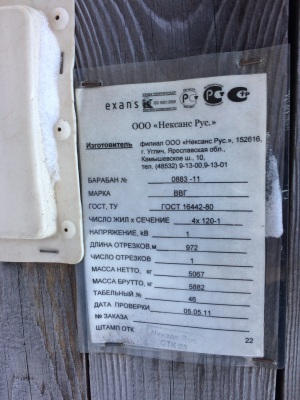 exans
ООО «Нексанс Рус.»
Изготовитель филиал ООО «Нексанс Рус.», 152616,
г. Углич, Ярославская обл.,
Камышевское ш., 10,
тел. (48532) 9-13-00,9-13-01
БАРАБАН № 0883 -11
МАРКА ВВГ
ГОСТ, ТУ ГОСТ 16442-80
ЧИСЛО ЖИЛ х СЕЧЕНИЕ 4х 120-1
НАПРЯЖЕНИЕ, кВ 1
ДЛИНА ОТРЕЗКОВ,м 972
ЧИСЛО ОТРЕЗКОВ 1
МАССА НЕТТО, кг 5067
МАССА БРУТТО, кг 5882
ТАБЕЛЬНЫЙ № 46
ДАТА ПРОВЕРКИ 05.05.11
№ ЗАКАЗА
ШТАМП ОТК
22